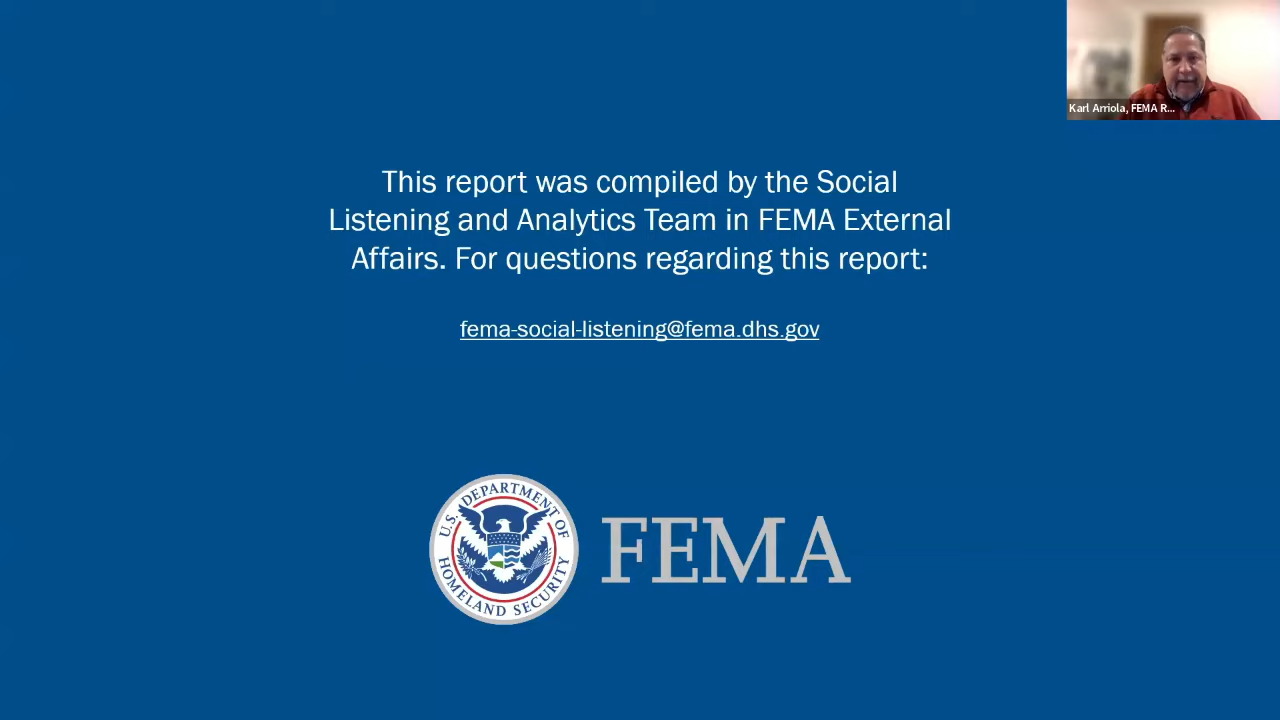 Karl Arriola, FEMA R...
This report was compiled by the Social
Listening and Analytics Team in FEMA External
Affairs. For questions regarding this report:
fema-social-listening@fema.dhs.gov
U.S. DEPARTMENT OF
HOMELAND SECURITY
FEMA